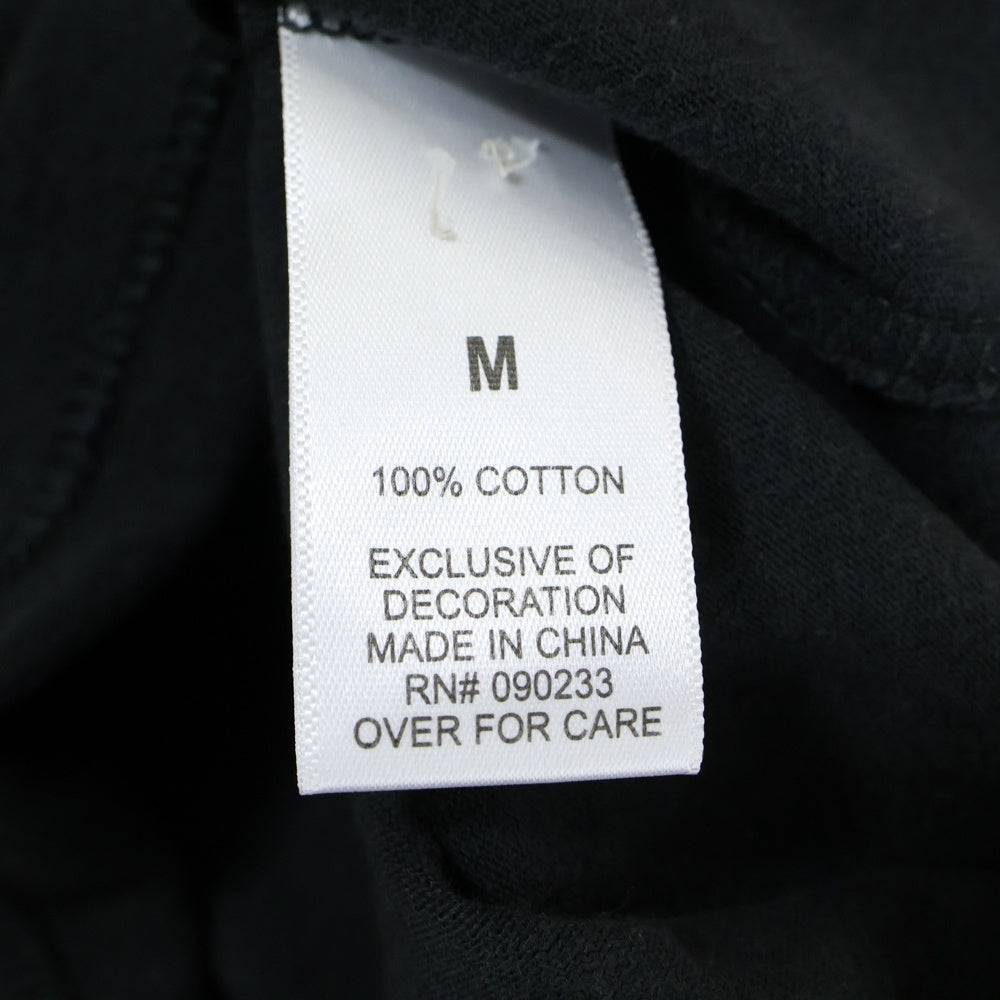 M
100% COTTON
EXCLUSIVE OF
DECORATION
MADE IN CHINA
RN# 090233
OVER FOR CARE